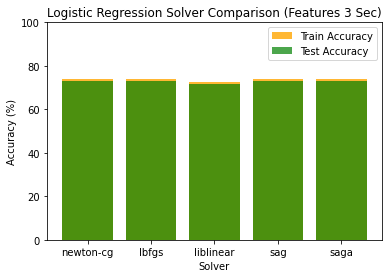 Logistic Regression Solver Comparison (Features 3 Sec)
Train Accuracy
Test Accuracy
Accuracy (%)
100
80
60
40
20
0
newton-cg lbfgs liblinear sag saga
Solver